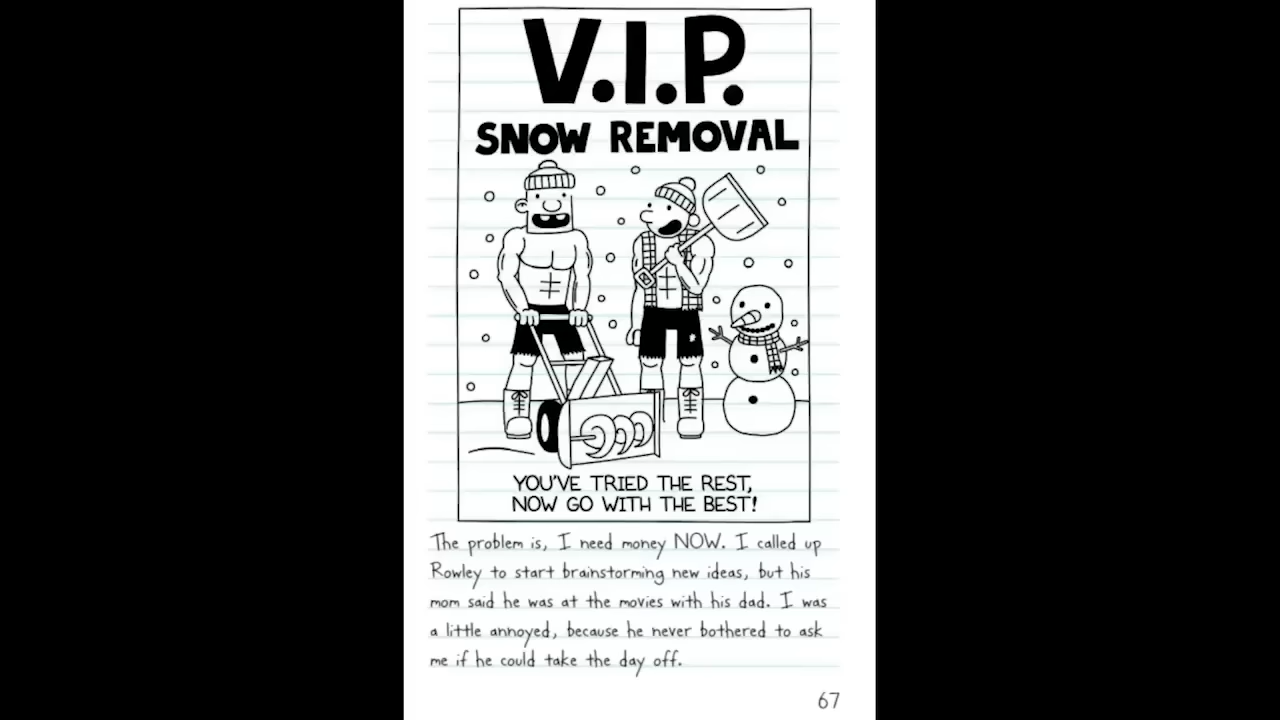 V.I.P.
SNOW REMOVAL
YOU'VE TRIED THE REST,
NOW GO WITH THE BEST!
The problem is, I need money NOW. I called up
Rowley to start brainstorming new ideas, but his
mom said he was at the movies with his dad. I was
a little annoyed, because he never bothered to ask
me if he could take the day off.
67